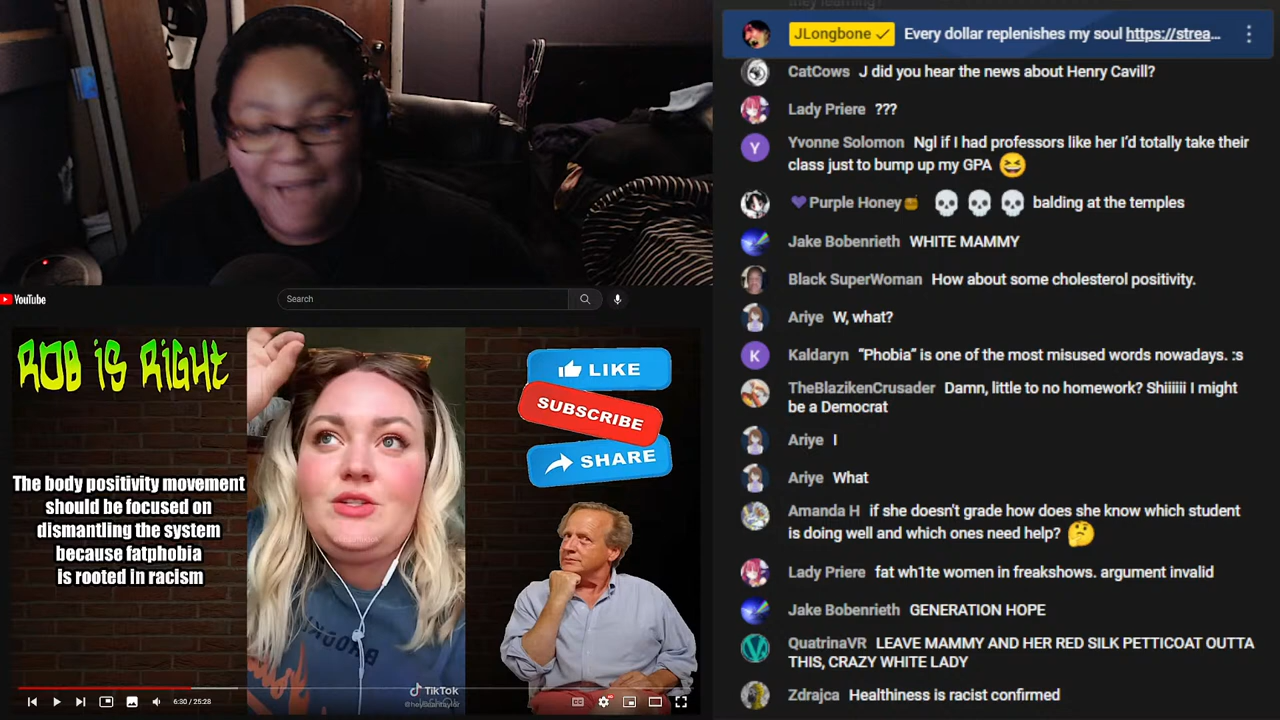 they learning?
JLongbone ✓ Every dollar replenishes my soul https://strea...
CatCows J did you hear the news about Henry Cavill?
Lady Priere ???
Yvonne Solomon Ngl if I had professors like her I'd totally take their
class just to bump up my GPA 😆
💜Purple Honey🍯 💀 💀 💀 balding at the temples
Jake Bobenrieth WHITE MAMMY
Black SuperWoman How about some cholesterol positivity.
Ariye W, what?
K
Kaldaryn “Phobia” is one of the most misused words nowadays. :s
TheBlazikenCrusader Damn, little to no homework? Shiiiiii I might
be a Democrat
Ariye I
Ariye What
Amanda H if she doesn't grade how does she know which student
is doing well and which ones need help? 🤔
Lady Priere fat wh1te women in freakshows. argument invalid
Jake Bobenrieth GENERATION HOPE
QuatrinaVR LEAVE MAMMY AND HER RED SILK PETTICOAT OUTTA
THIS, CRAZY WHITE LADY
Zdrajca Healthiness is racist confirmed
Y
YouTube
Search
ROB iS RiGHt
The body positivity movement
should be focused on
dismantling the system
because fatphobia
is rooted in racism
LIKE
SUBSCRIBE
SHARE
TikTok
6:30 / 25:28